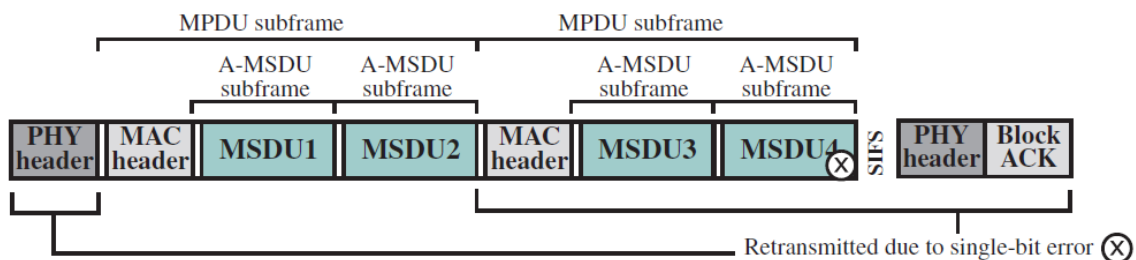 MPDU subframe MPDU subframe
A-MSDU subframe A-MSDU subframe A-MSDU subframe A-MSDU subframe
PHY header MAC header MSDU1 MSDU2 MAC header MSDU3 MSDU4 X SIFS PHY header Block ACK
Retransmitted due to single-bit error X